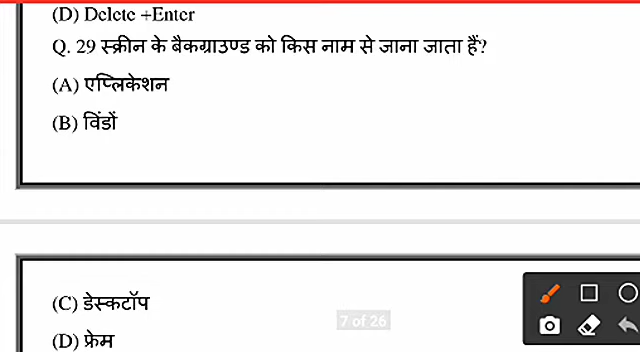 (D) Delete +Enter
Q. 29 स्क्रीन के बैकग्राउण्ड को किस नाम से जाना जाता हैं?
(A) एप्लिकेशन
(B) विंडों
(C) डेस्कटॉप
7 of 26
(D) फ्रेम